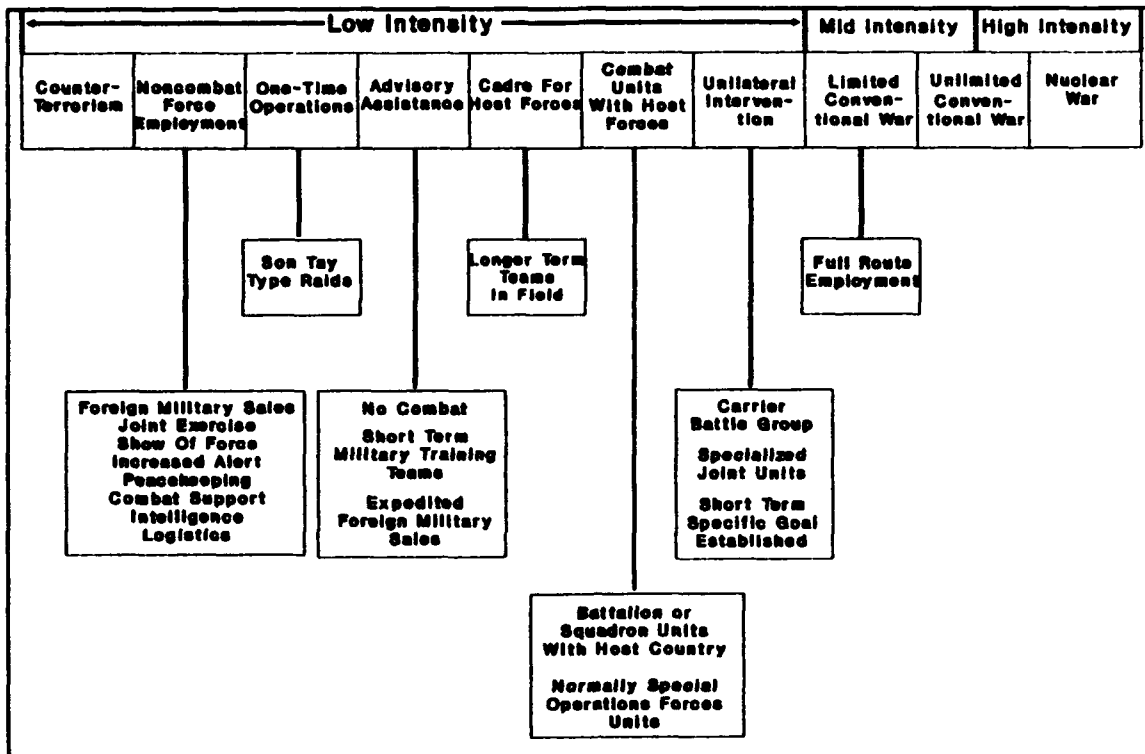 Low Intensity
Mid Intensity
High Intensity
Counter-
Terrorism
Noncombat
Force
Employment
One-Time
Operations
Advisory
Assistance
Cadre For
Host Forces
Combat
Units
With Host
Forces
Unilateral
Interven-
tion
Limited
Conven-
tional War
Unlimited
Conven-
tional War
Nuclear
War
Son Tay
Type Raids
Longer Term
Teams
In Field
Full Route
Employment
Foreign Military Sales
Joint Exercise
Show Of Force
Increased Alert
Peacekeeping
Combat Support
Intelligence
Logistics
No Combat
Short Term
Military Training
Teams
Expedited
Foreign Military
Sales
Carrier
Battle Group
Specialized
Joint Units
Short Term
Specific Goal
Established
Battalion or
Squadron Units
With Host Country
Normally Special
Operations Forces
Units